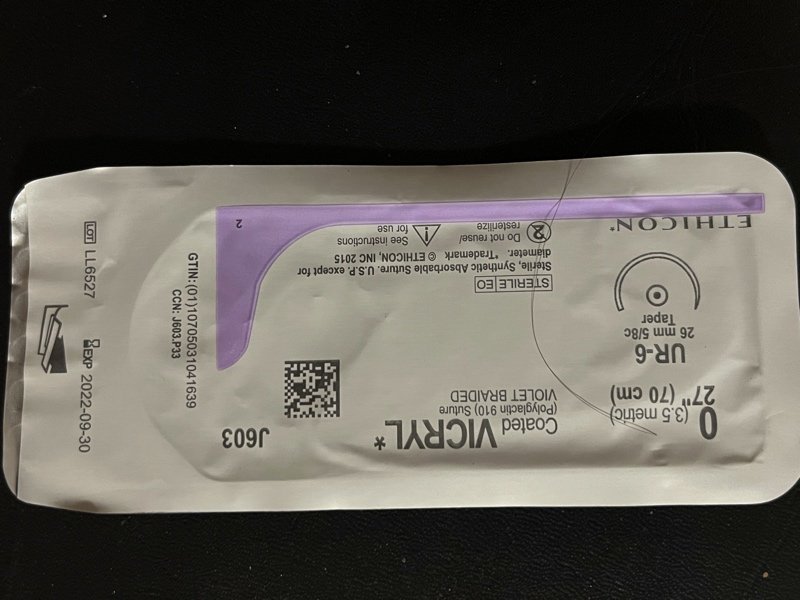 ETHICON*
UR-6
26 mm 5/8c
Taper
0 (3.5 metric)
27" (70 cm)
STERILE EO
Do not reuse/
resterilize
See instructions
for use
Sterile, Synthetic Absorbable Suture. U.S.P. except for
diameter. *Trademark © ETHICON, INC 2015
Coated VICRYL*
(Polyglactin 910) Suture
VIOLET BRAIDED
J603
2
GTIN:(01)10705031041639
CCN: J603.P33
LOT LL6527
EXP 2022-09-30